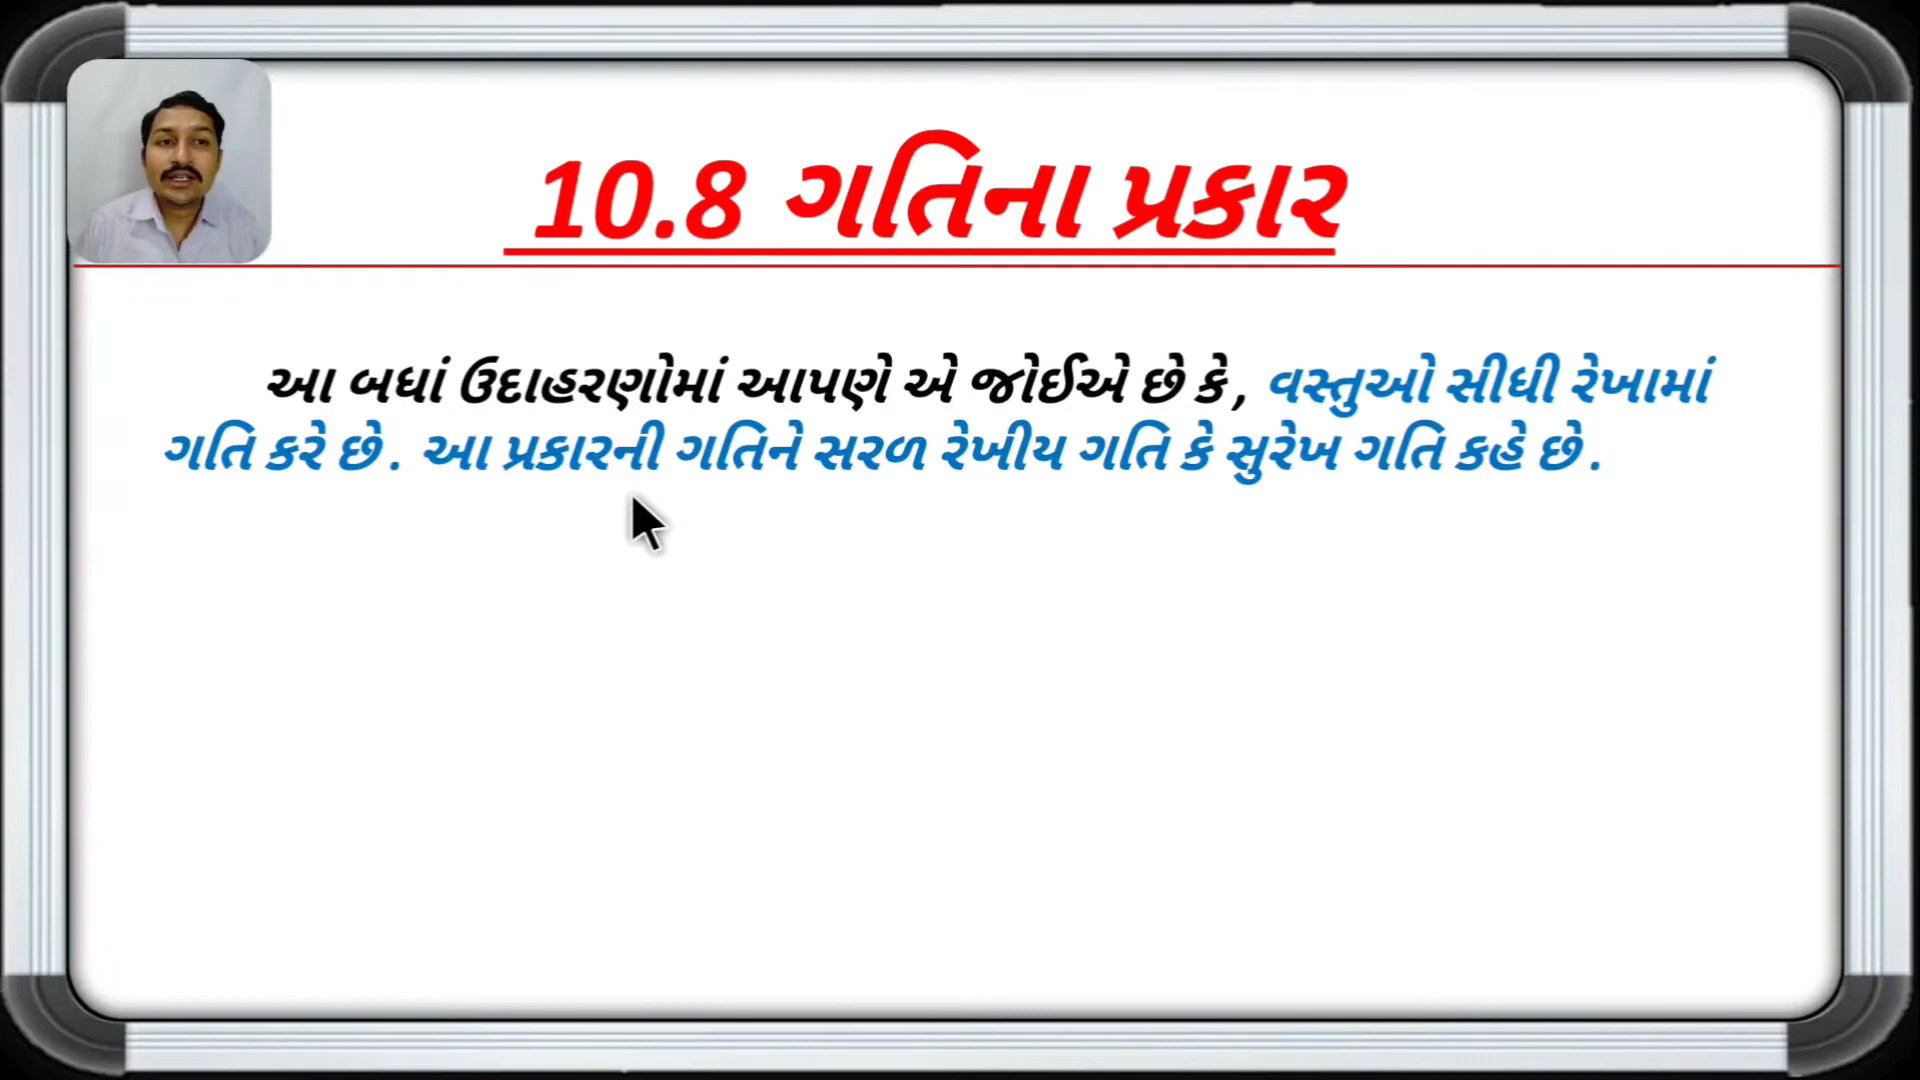 10.8 ગતિના પ્રકાર
આ બધાં ઉદાહરણોમાં આપણે એ જોઈએ છે કે, વસ્તુઓ સીધી રેખામાં
ગતિ કરે છે. આ પ્રકારની ગતિને સરળ રેખીય ગતિ કે સુરેખ ગતિ કહે છે.